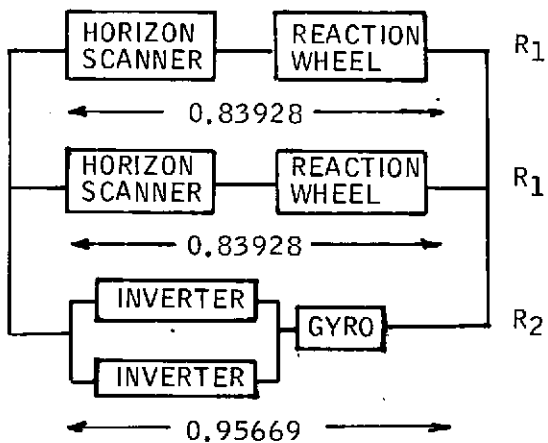 HORIZON SCANNER
REACTION WHEEL
R1
0.83928
HORIZON SCANNER
REACTION WHEEL
R1
0.83928
INVERTER
GYRO
R2
INVERTER
0.95669